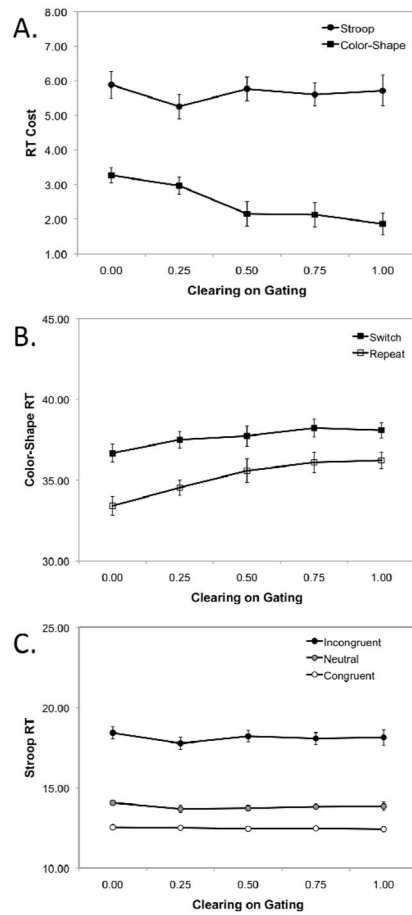 A.
8.00
Stroop
Color-Shape
7.00
6.00
5.00
4.00
3.00
2.00
1.00
RT Cost
0.00 0.25 0.50 0.75 1.00
Clearing on Gating
B.
45.00
Switch
Repeat
40.00
35.00
30.00
Color-Shape RT
0.00 0.25 0.50 0.75 1.00
Clearing on Gating
C.
25.00
Incongruent
Neutral
Congruent
20.00
15.00
10.00
Stroop RT
0.00 0.25 0.50 0.75 1.00
Clearing on Gating